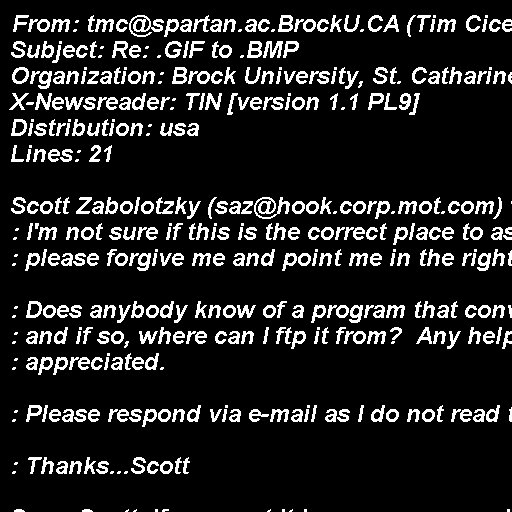 From: tmc@spartan.ac.BrockU.CA (Tim Cice
Subject: Re: .GIF to .BMP
Organization: Brock University, St. Catharine
X-Newsreader: TIN [version 1.1 PL9]
Distribution: usa
Lines: 21
Scott Zabolotzky (saz@hook.corp.mot.com)
: I'm not sure if this is the correct place to as
: please forgive me and point me in the right
: Does anybody know of a program that conv
: and if so, where can I ftp it from?  Any help
: appreciated.
: Please respond via e-mail as I do not read t
: Thanks...Scott